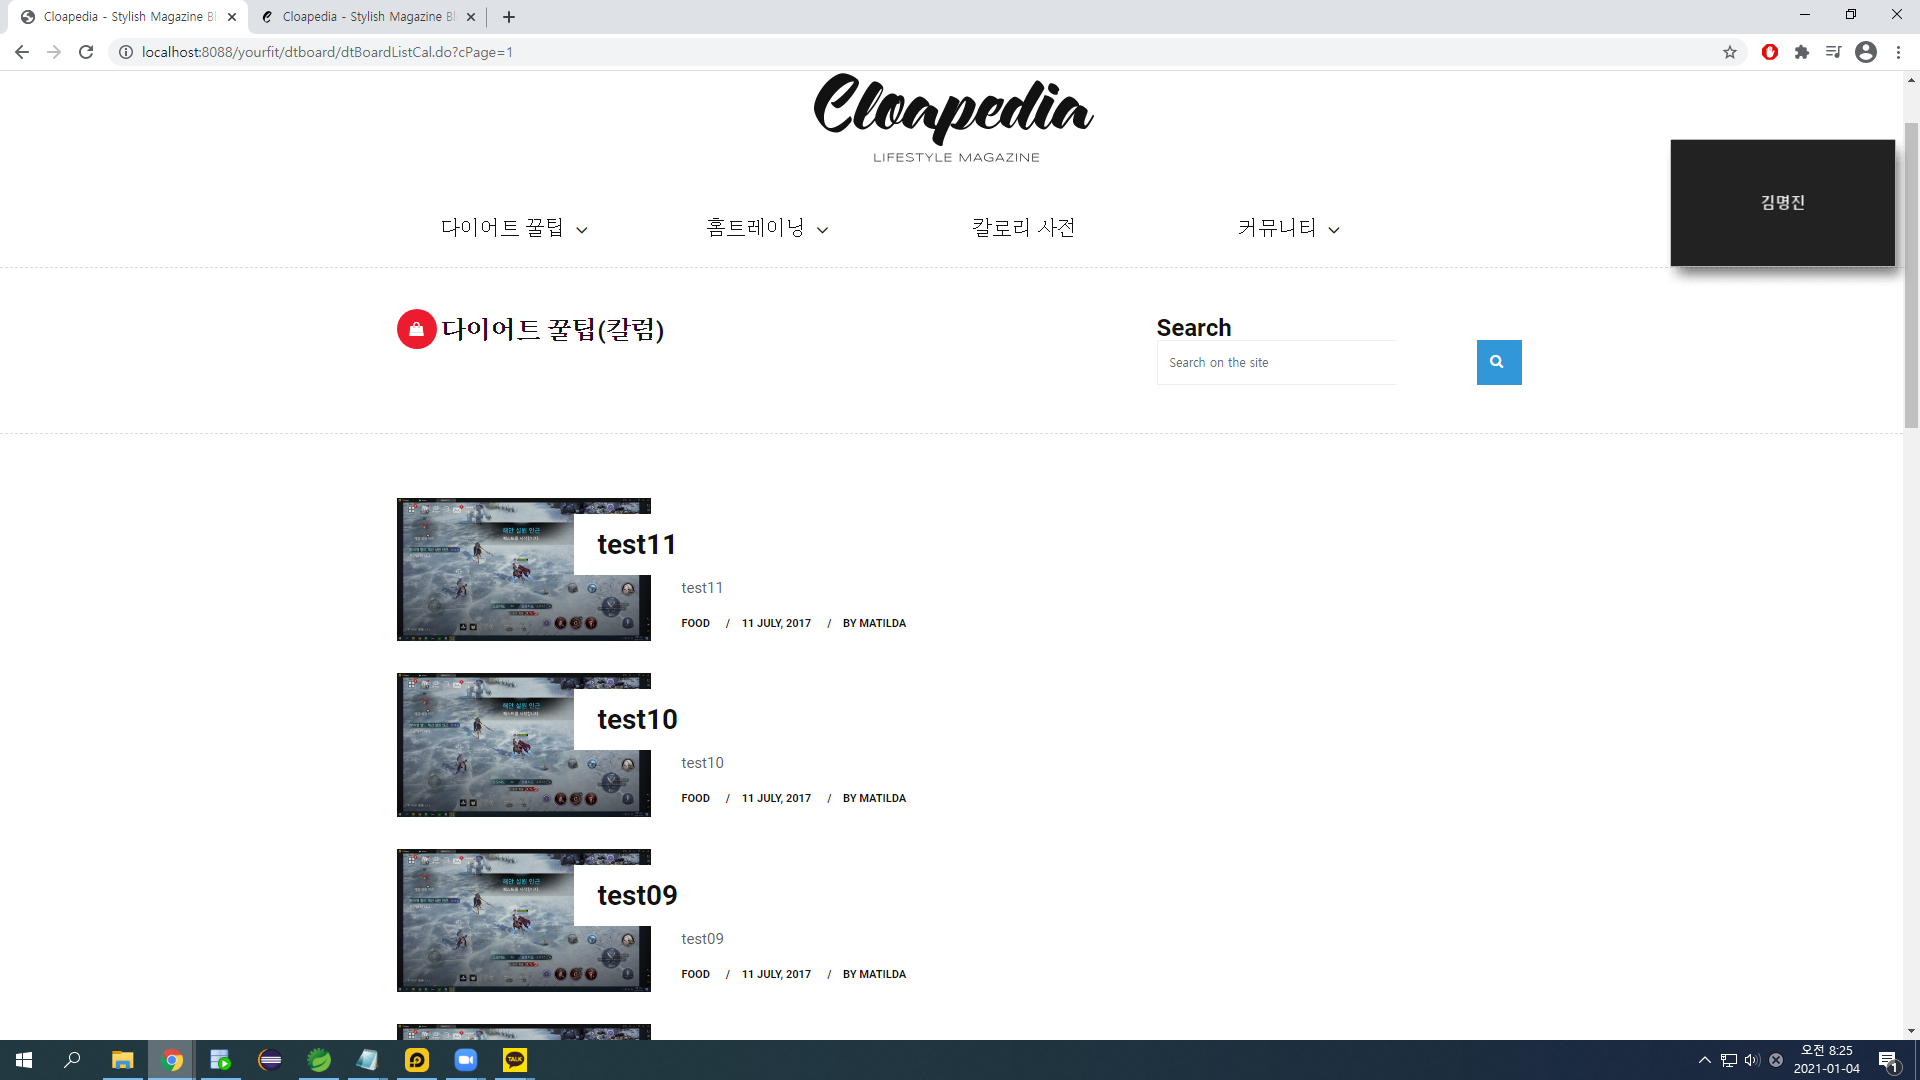 Cloapedia - Stylish Magazine Bl
Cloapedia - Stylish Magazine Bl
localhost:8088/yourfit/dtboard/dtBoardListCal.do?cPage=1
Cloapedia
LIFESTYLE MAGAZINE
김명진
다이어트 꿀팁 홈트레이닝 칼로리 사전 커뮤니티
다이어트 꿀팁(칼럼)
Search
Search on the site
test11
test11
FOOD / 11 JULY, 2017 / BY MATILDA
test10
test10
FOOD / 11 JULY, 2017 / BY MATILDA
test09
test09
FOOD / 11 JULY, 2017 / BY MATILDA
TALK
오전 8:25
2021-01-04
1